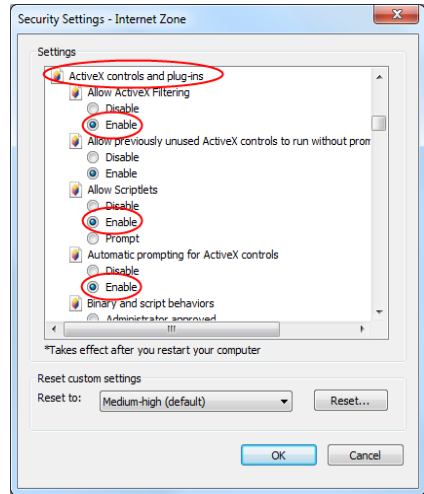 Security Settings - Internet Zone
Settings
ActiveX controls and plug-ins
Allow ActiveX Filtering
Disable
Enable
Allow previously unused ActiveX controls to run without prom
Disable
Enable
Allow Scriptlets
Disable
Enable
Prompt
Automatic prompting for ActiveX controls
Disable
Enable
Binary and script behaviors
Administrator approved
*Takes effect after you restart your computer
Reset custom settings
Reset to: Medium-high (default) Reset...
OK Cancel